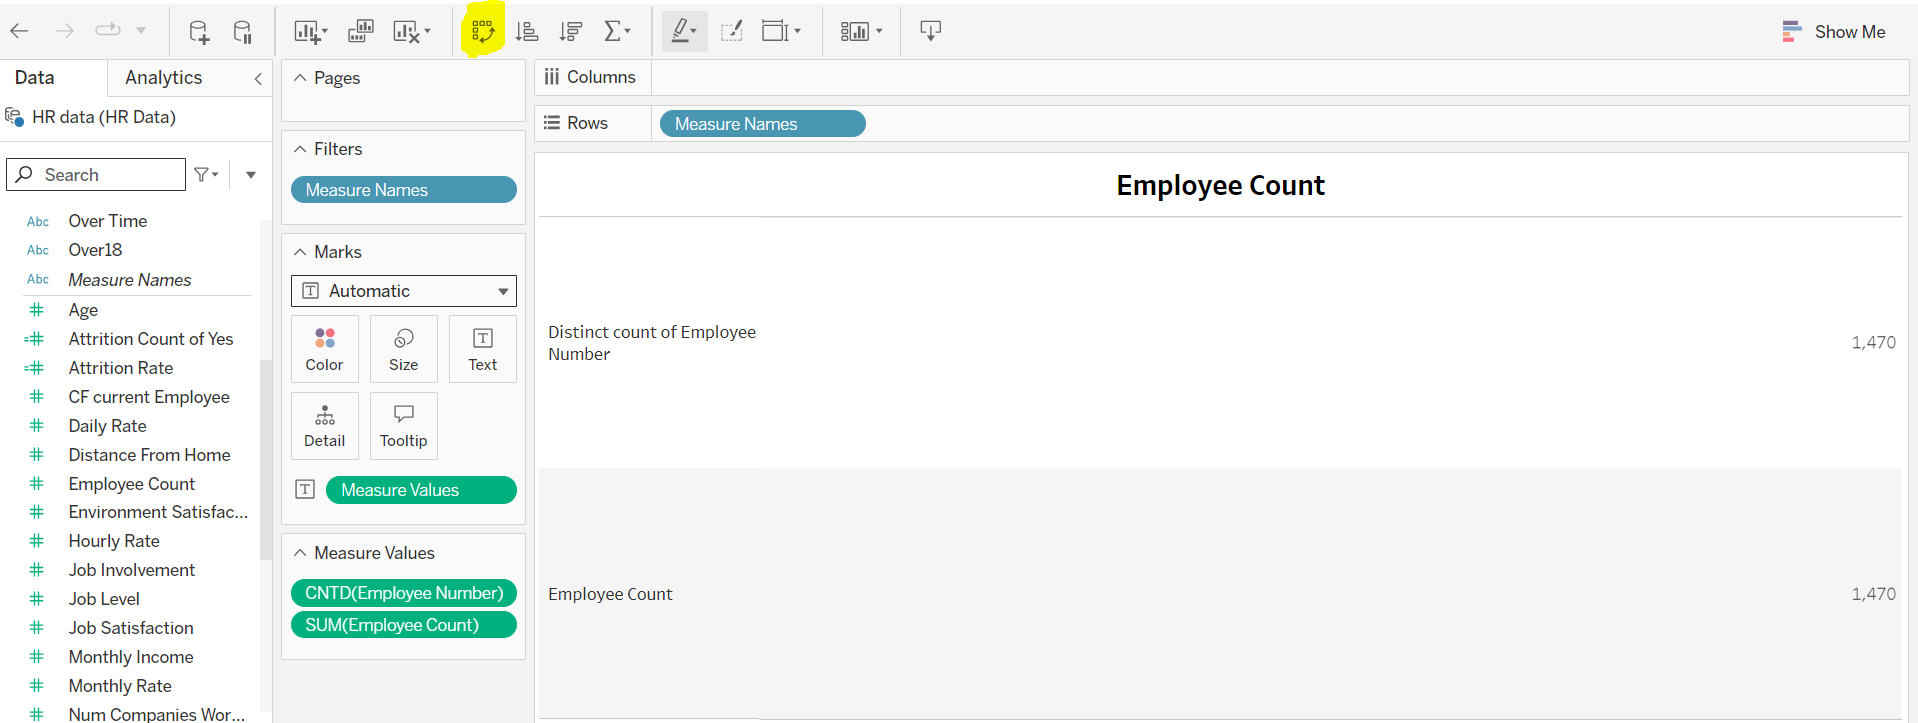 Show Me
Data
Analytics
HR data (HR Data)
Search
Abc Over Time
Abc Over18
Abc Measure Names
Age
Attrition Count of Yes
Attrition Rate
CF current Employee
Daily Rate
Distance From Home
Employee Count
Environment Satisfac...
Hourly Rate
Job Involvement
Job Level
Job Satisfaction
Monthly Income
Monthly Rate
Num Companies Wor...
Pages
Filters
Measure Names
Marks
T Automatic
Color
Size
T
Text
Detail
Tooltip
T Measure Values
Measure Values
CNTD(Employee Number)
SUM(Employee Count)
Columns
Rows
Measure Names
Employee Count
Distinct count of Employee
Number
1,470
Employee Count
1,470